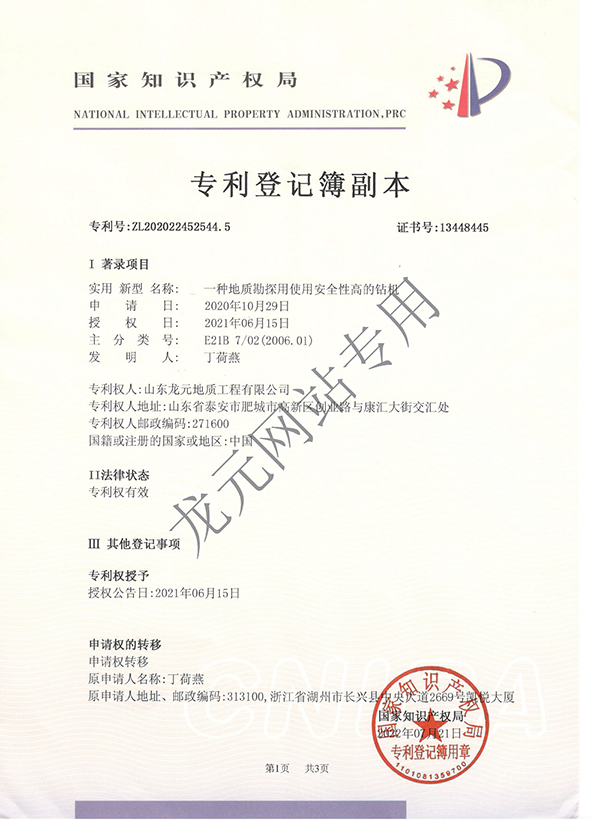 国家知识产权局
NATIONAL INTELLECTUAL PROPERTY ADMINISTRATION,PRC
专利登记簿副本
专利号:ZL202022452544.5 证书号:13448445
I 著录项目
实用 新型 名称: 一种地质勘探用使用安全性高的钻机
申 请 日: 2020年10月29日
授 权 日: 2021年06月15日
主 分 类 号: E21B 7/02(2006.01)
发 明 人: 丁荷燕
专利权人:山东龙元地质工程有限公司
专利权人地址:山东省泰安市肥城市高新区创业路与康汇大街交汇处
专利权人邮政编码:271600
国籍或注册的国家或地区:中国
II法律状态
专利权有效
III 其他登记事项
专利权授予
授权公告日:2021年06月15日
申请权的转移
申请权转移
原申请人名称:丁荷燕
原申请人地址、邮政编码:313100,浙江省湖州市长兴县中央大道2669号凯悦大厦
国家知识产权局
2022年07月21日
国家知识产权局
专利登记簿用章
1101081359700
第1页 共3页
龙元网站专用